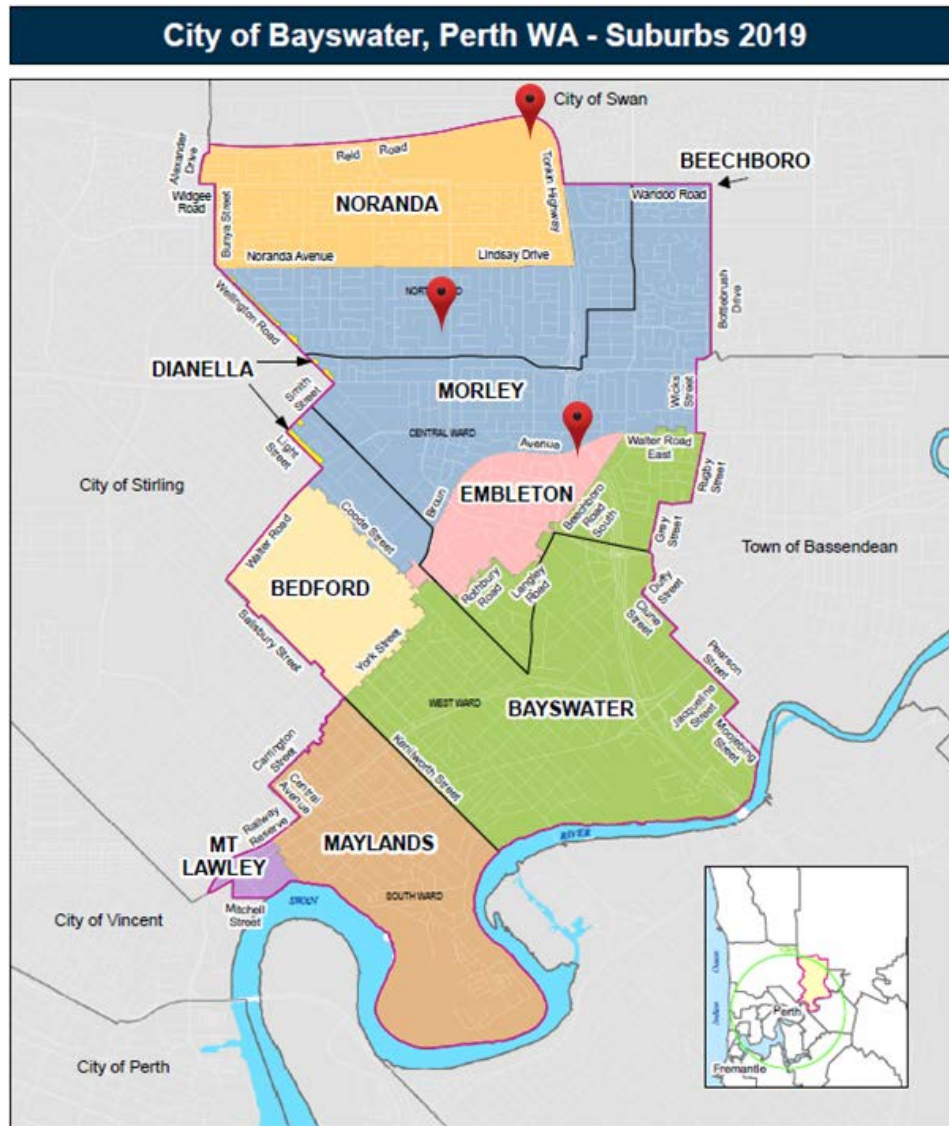 City of Bayswater, Perth WA - Suburbs 2019
City of Swan
Alexander
Drive
Reid Road
BEECHBORO
Tonkin Highway
Widgee
Road
NORANDA
Wandoo Road
Bunya Street
Noranda Avenue
Lindsay Drive
Wellington Road
Bottlebrush
Drive
DIANELLA
Smith
Street
MORLEY
Wicks
Street
CENTRAL WARD
Light
Street
Avenue
Walter Road
East
City of Stirling
Broun
EMBLETON
Rugby
Street
Coode Street
Beechboro
Road
South
Grey
Street
Walter Road
Town of Bassendean
BEDFORD
Rothbury
Road
Langley
Road
Duffy
Street
Clune
Street
Salisbury Street
York Street
Pearson
Street
WEST WARD
BAYSWATER
Jacqueline
Street
Moojebing
Street
Carrington
Street
Kenilworth Street
Central
Avenue
Railway
Reserve
RIVER
MT
LAWLEY
MAYLANDS
SOUTH WARD
SWAN
Mitchell
Street
City of Vincent
City of Perth
Indian Ocean
Perth
Fremantle